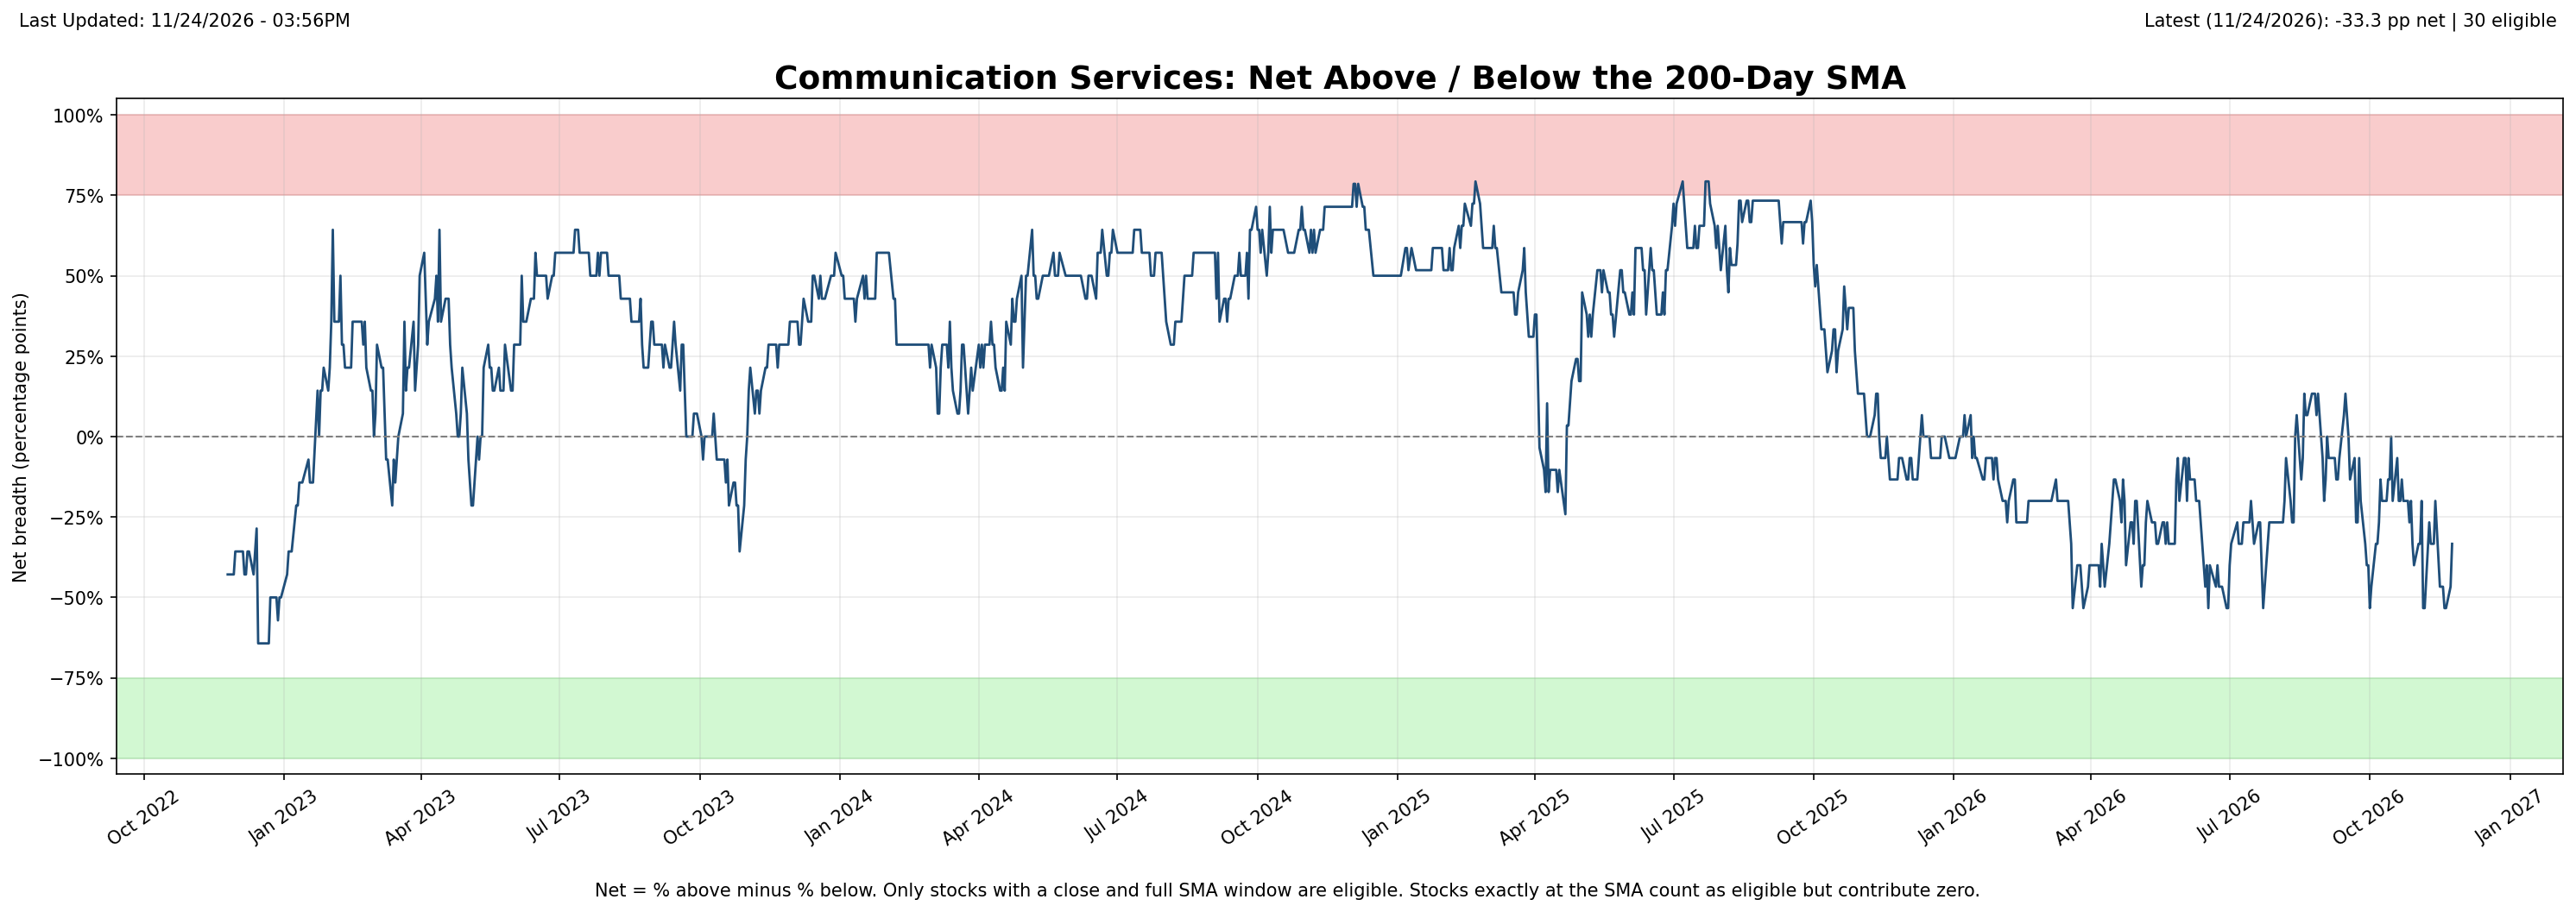 Last Updated: 11/24/2026 - 03:56PM
Latest (11/24/2026): -33.3 pp net | 30 eligible
Communication Services: Net Above / Below the 200-Day SMA
Net breadth (percentage points)
100%
75%
50%
25%
0%
−25%
−50%
−75%
−100%
Oct 2022
Jan 2023
Apr 2023
Jul 2023
Oct 2023
Jan 2024
Apr 2024
Jul 2024
Oct 2024
Jan 2025
Apr 2025
Jul 2025
Oct 2025
Jan 2026
Apr 2026
Jul 2026
Oct 2026
Jan 2027
Net = % above minus % below. Only stocks with a close and full SMA window are eligible. Stocks exactly at the SMA count as eligible but contribute zero.